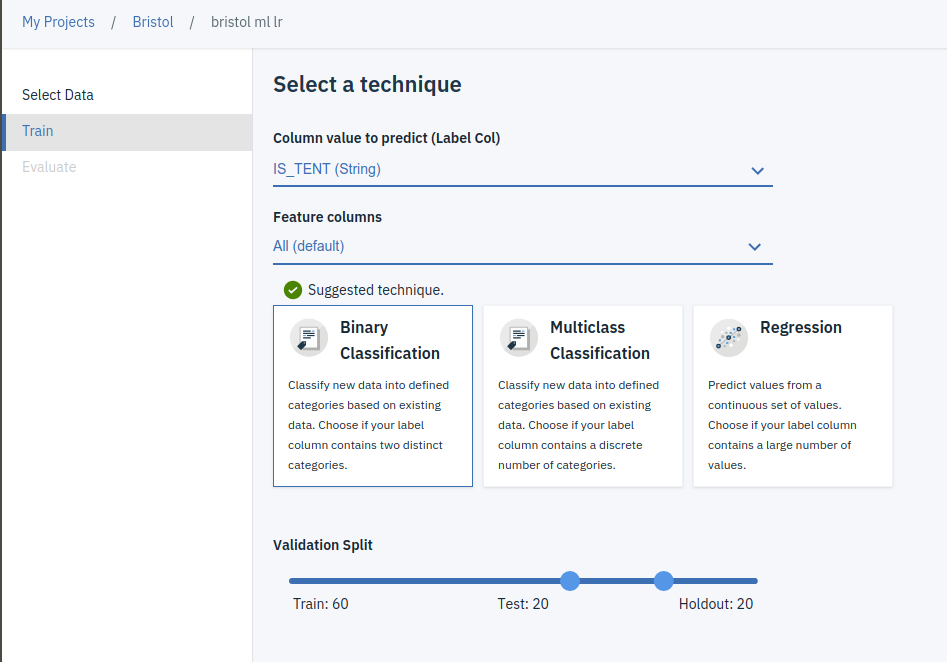 My Projects / Bristol / bristol ml lr
Select Data
Train
Evaluate
Select a technique
Column value to predict (Label Col)
IS_TENT (String)
Feature columns
All (default)
Suggested technique.
Binary
Classification
Classify new data into defined
categories based on existing
data. Choose if your label
column contains two distinct
categories.
Multiclass
Classification
Classify new data into defined
categories based on existing
data. Choose if your label
column contains a discrete
number of categories.
Regression
Predict values from a
continuous set of values.
Choose if your label column
contains a large number of
values.
Validation Split
Train: 60
Test: 20
Holdout: 20